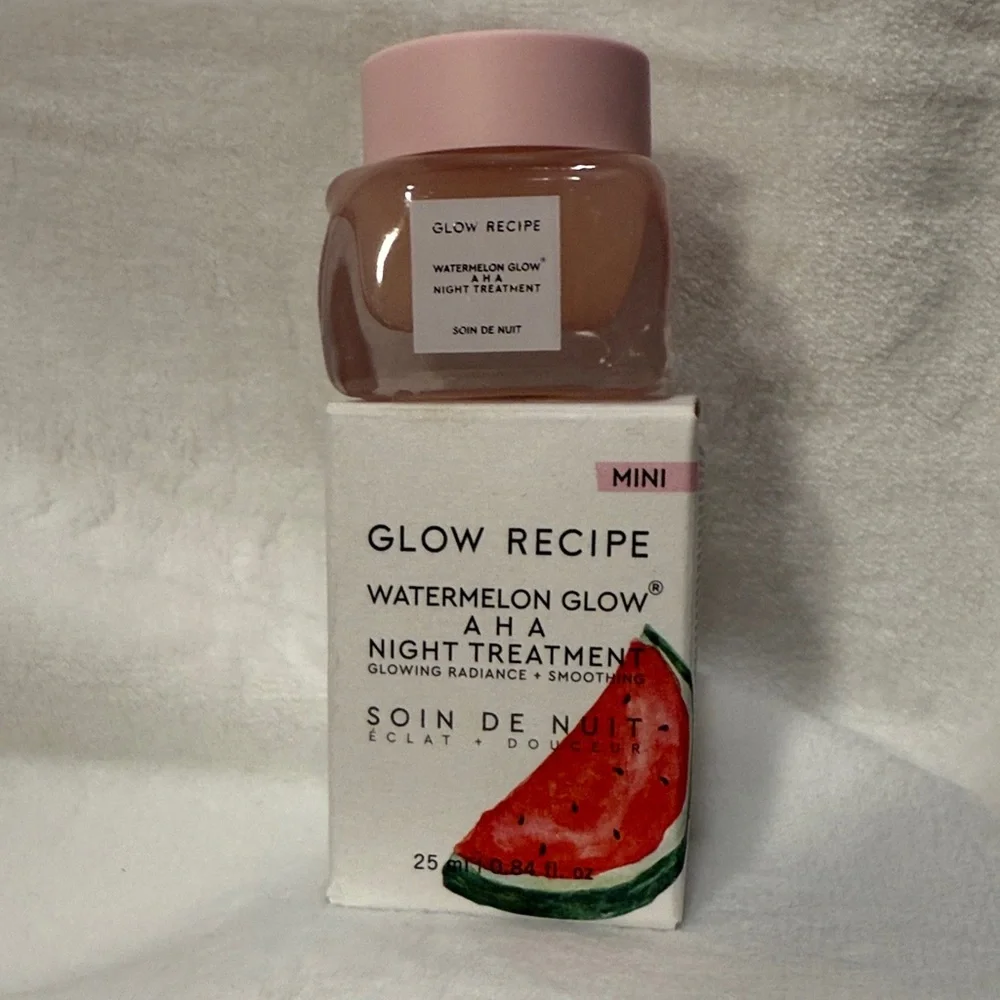 GLOW RECIPE
WATERMELON GLOW®
AHA
NIGHT TREATMENT
SOIN DE NUIT
MINI
GLOW RECIPE
WATERMELON GLOW®
AHA
NIGHT TREATMENT
GLOWING RADIANCE + SMOOTHING
SOIN DE NUIT
ÉCLAT + DOUCEUR
25 ml | 0.84 fl. oz